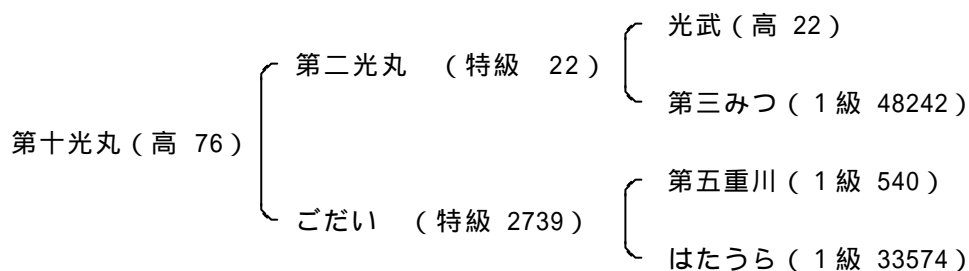 光武(高 22)
第二光丸 (特級 22)
第三みつ(1級 48242)
第十光丸(高 76)
第五重川(1級 540)
ごだい (特級 2739)
はたうら(1級 33574)